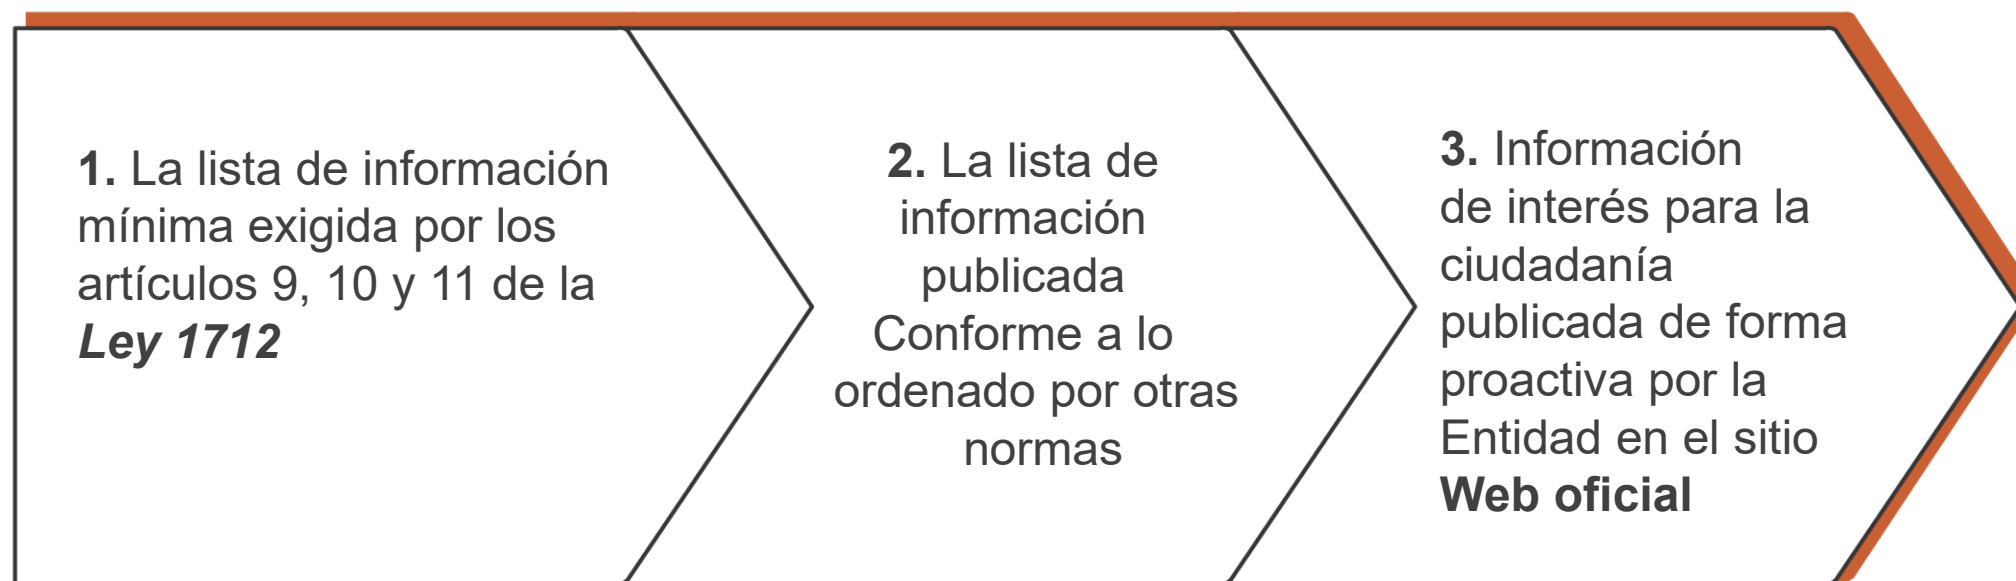 1. La lista de información
mínima exigida por los
artículos 9, 10 y 11 de la
Ley 1712
2. La lista de
información
publicada
Conforme a lo
ordenado por otras
normas
3. Información
de interés para la
ciudadanía
publicada de forma
proactiva por la
Entidad en el sitio
Web oficial